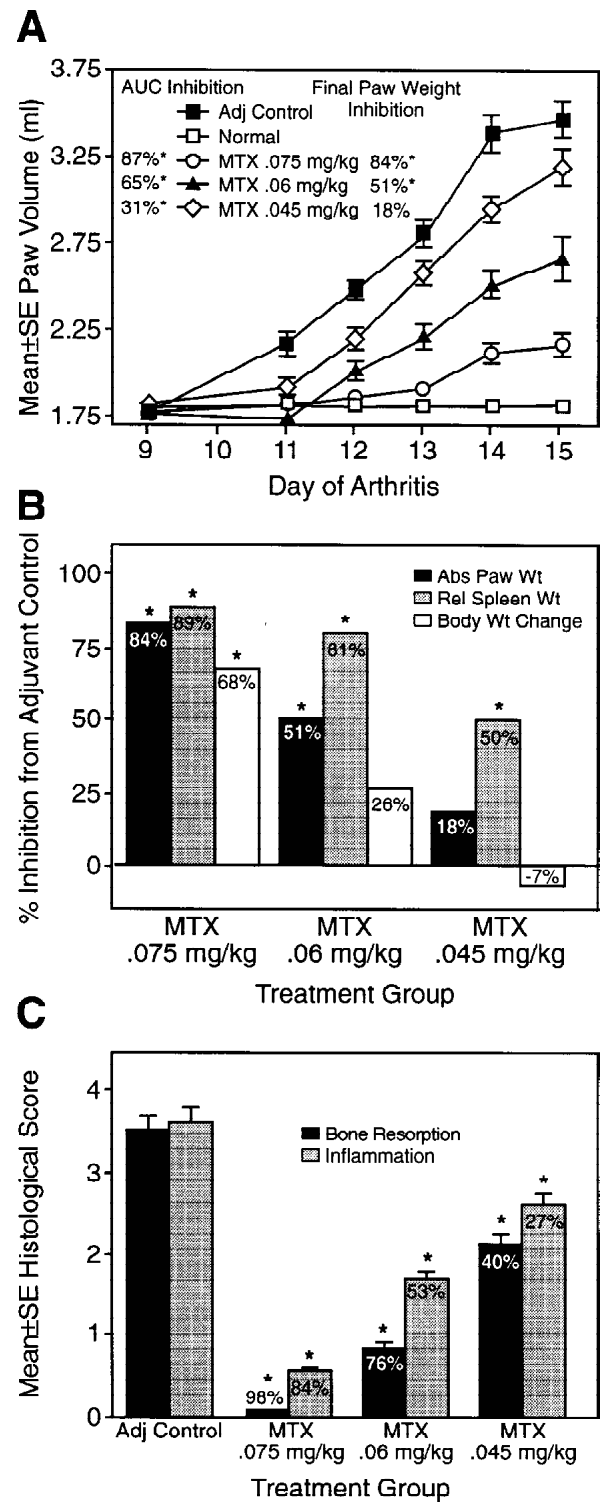 A
Mean±SE Paw Volume (ml)
3.75
3.25
2.75
2.25
1.75
AUC Inhibition
Final Paw Weight Inhibition
Adj Control
Normal
87%* MTX .075 mg/kg 84%*
65%* MTX .06 mg/kg 51%*
31%* MTX .045 mg/kg 18%
9 10 11 12 13 14 15
Day of Arthritis
B
% Inhibition from Adjuvant Control
100
75
50
25
0
Abs Paw Wt
Rel Spleen Wt
Body Wt Change
* * *
84% 89% 68%
* *
51% 81% 26%
*
18% 50% -7%
MTX .075 mg/kg
MTX .06 mg/kg
MTX .045 mg/kg
Treatment Group
C
Mean±SE Histological Score
4
3
2
1
0
Bone Resorption
Inflammation
* *
98% 84%
* *
76% 53%
* *
40% 27%
Adj Control
MTX .075 mg/kg
MTX .06 mg/kg
MTX .045 mg/kg
Treatment Group